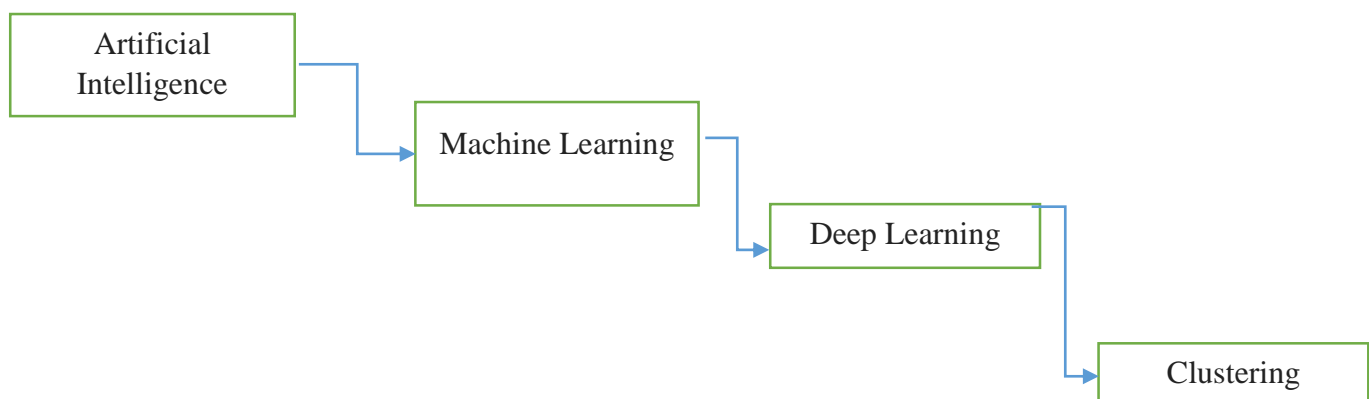 Artificial
Intelligence
Machine Learning
Deep Learning
Clustering